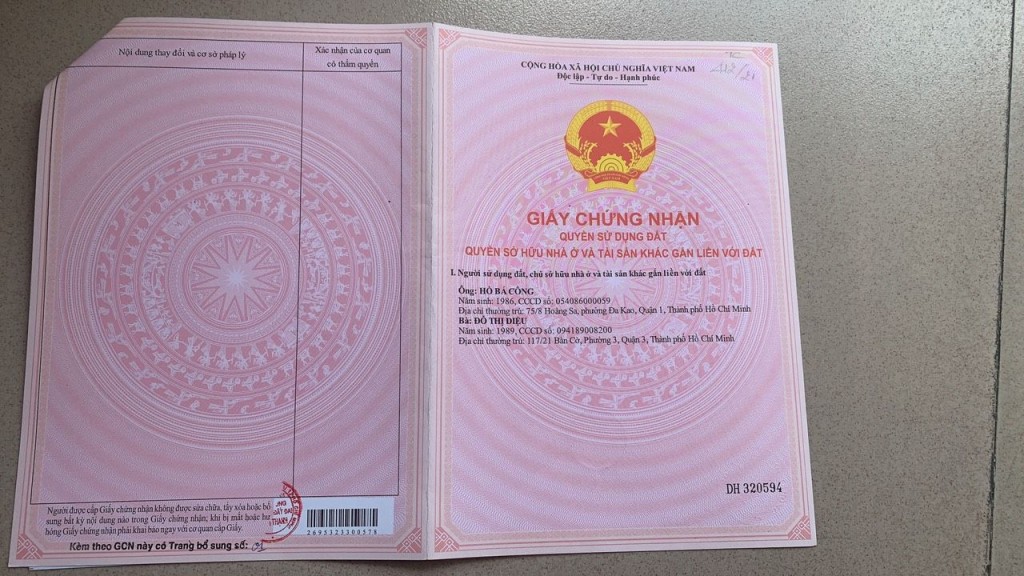 Nội dung thay đổi và cơ sở pháp lý
Xác nhận của cơ quan
có thẩm quyền
Người được cấp Giấy chứng nhận không được sửa chữa, tẩy xóa hoặc bổ
sung bất kỳ nội dung nào trong Giấy chứng nhận; khi bị mất hoặc hư
hỏng Giấy chứng nhận phải khai báo ngay với cơ quan cấp Giấy.
2695323300578
Kèm theo GCN này có Trang bổ sung số: 01
CỘNG HÒA XÃ HỘI CHỦ NGHĨA VIỆT NAM
Độc lập - Tự do - Hạnh phúc
GIẤY CHỨNG NHẬN
QUYỀN SỬ DỤNG ĐẤT
QUYỀN SỞ HỮU NHÀ Ở VÀ TÀI SẢN KHÁC GẮN LIỀN VỚI ĐẤT
I. Người sử dụng đất, chủ sở hữu nhà ở và tài sản khác gắn liền với đất
Ông: HỒ BÁ CÔNG
Năm sinh: 1986, CCCD số: 054086000059
Địa chỉ thường trú: 75/8 Hoàng Sa, phường Đa Kao, Quận 1, Thành phố Hồ Chí Minh
Bà: ĐỖ THỊ DIỆU
Năm sinh: 1989, CCCD số: 094189008200
Địa chỉ thường trú: 117/21 Bàn Cờ, Phường 3, Quận 3, Thành phố Hồ Chí Minh
DH 320594